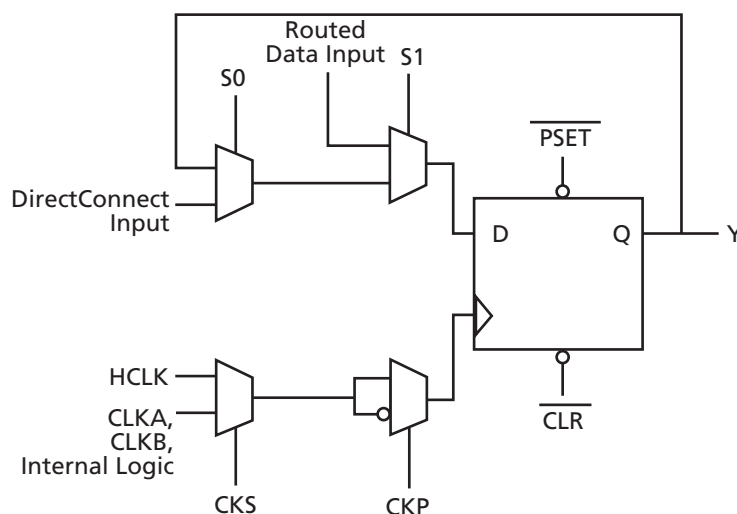 Routed
Data Input
S1
S0
PSET
DirectConnect
Input
D
Q
Y
HCLK
CLKA,
CLKB,
Internal Logic
CLR
CKS
CKP